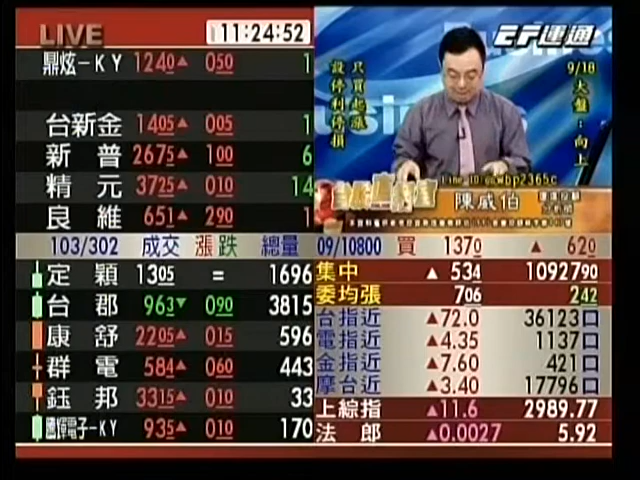 LIVE 11:24:52
鼎炫-KY 1240▲ 050 1
台新金 1405▲ 005 1
新普 2675▲ 100 6
精元 3725▲ 010 14
良維 651▲ 290 1
103/302 成交 漲跌 總量
定穎 1305 = 1696
台郡 963▼ 090 3815
康舒 2205▲ 015 596
群電 584▲ 060 443
鈺邦 3315▲ 010 33
電子-KY 935▲ 010 170
運通
只買起漲
設停利停損
9/18大盤:向上
Line ID:@wbp2365c
陳威伯
09/10800 買 1370 ▲ 620
集中 ▲ 534 1092790
委均張 706 242
台指近 ▲72.0 36123口
電指近 ▲4.35 1137口
金指近 ▲7.60 421口
摩台近 ▲3.40 17796口
上綜指 ▲11.6 2989.77
法郎 ▲0.0027 5.92